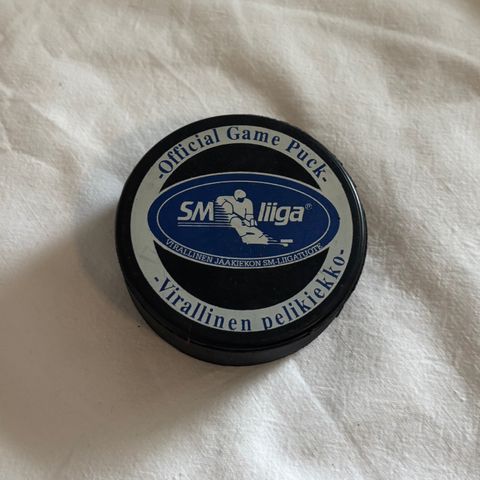 -Official Game Puck-
SM liiga®
VIRALLINEN JÄÄKIEKON SM-LIIGATUOTE
-Virallinen pelikiekko-